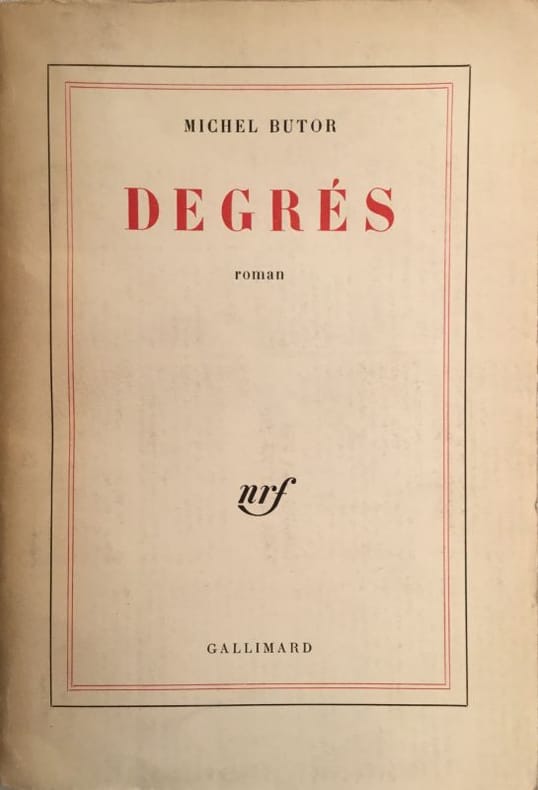 MICHEL BUTOR
DEGRÉS
roman
nrf
GALLIMARD